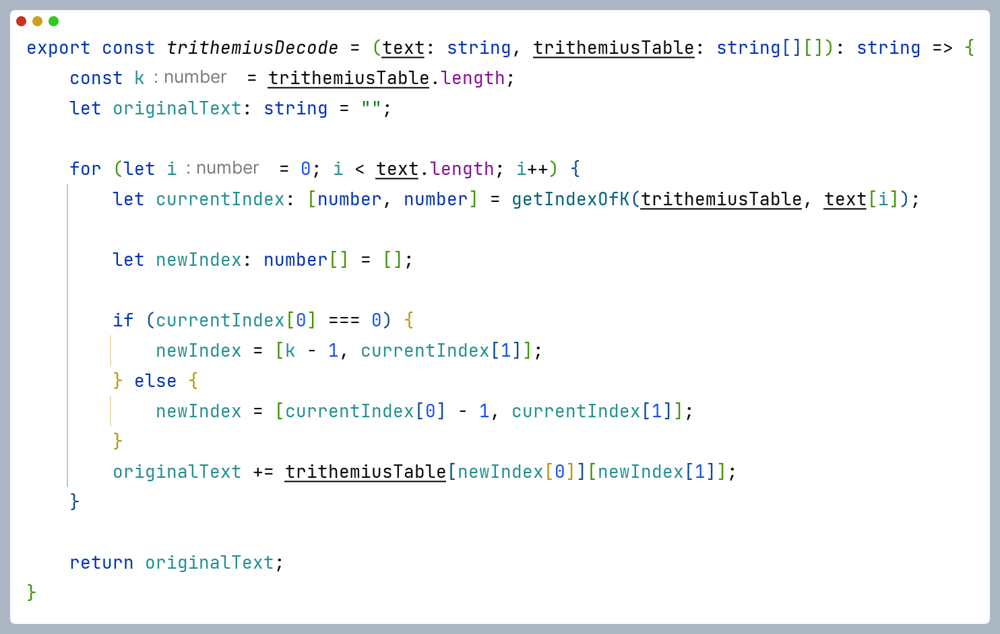 export const trithemiusDecode = (text: string, trithemiusTable: string[][]): string => {
    const k : number = trithemiusTable.length;
    let originalText: string = "";
    for (let i : number = 0; i < text.length; i++) {
        let currentIndex: [number, number] = getIndexOfK(trithemiusTable, text[i]);
        let newIndex: number[] = [];
        if (currentIndex[0] === 0) {
            newIndex = [k - 1, currentIndex[1]];
        } else {
            newIndex = [currentIndex[0] - 1, currentIndex[1]];
        }
        originalText += trithemiusTable[newIndex[0]][newIndex[1]];
    }
    return originalText;
}